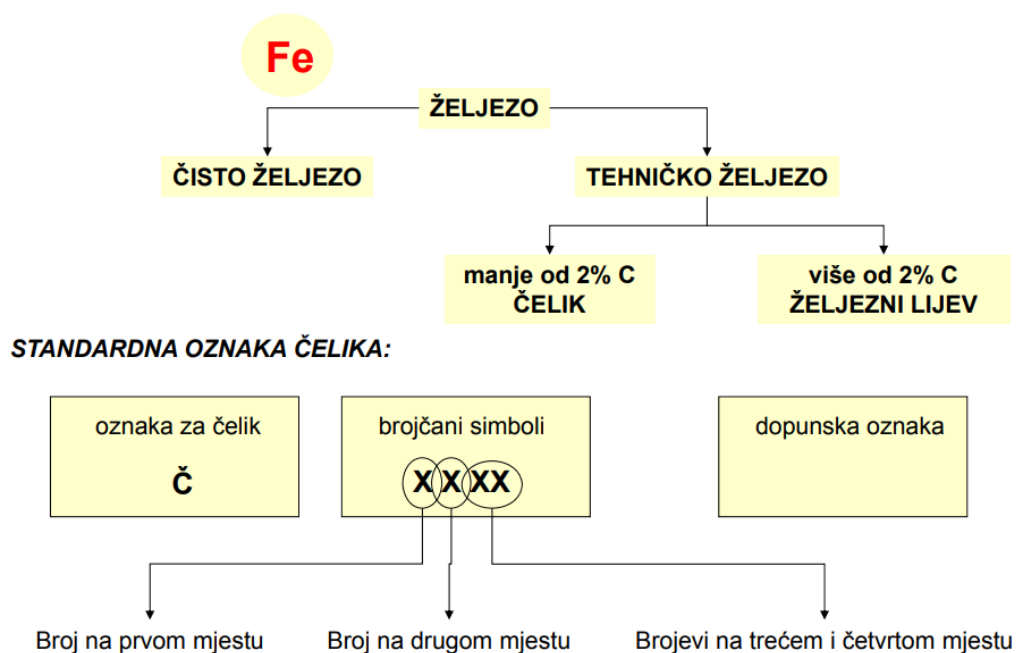 Fe
ŽELJEZO
ČISTO ŽELJEZO
TEHNIČKO ŽELJEZO
manje od 2% C
ČELIK
više od 2% C
ŽELJEZNI LIJEV
STANDARDNA OZNAKA ČELIKA:
oznaka za čelik
Č
brojčani simboli
X X XX
dopunska oznaka
Broj na prvom mjestu
Broj na drugom mjestu
Brojevi na trećem i četvrtom mjestu